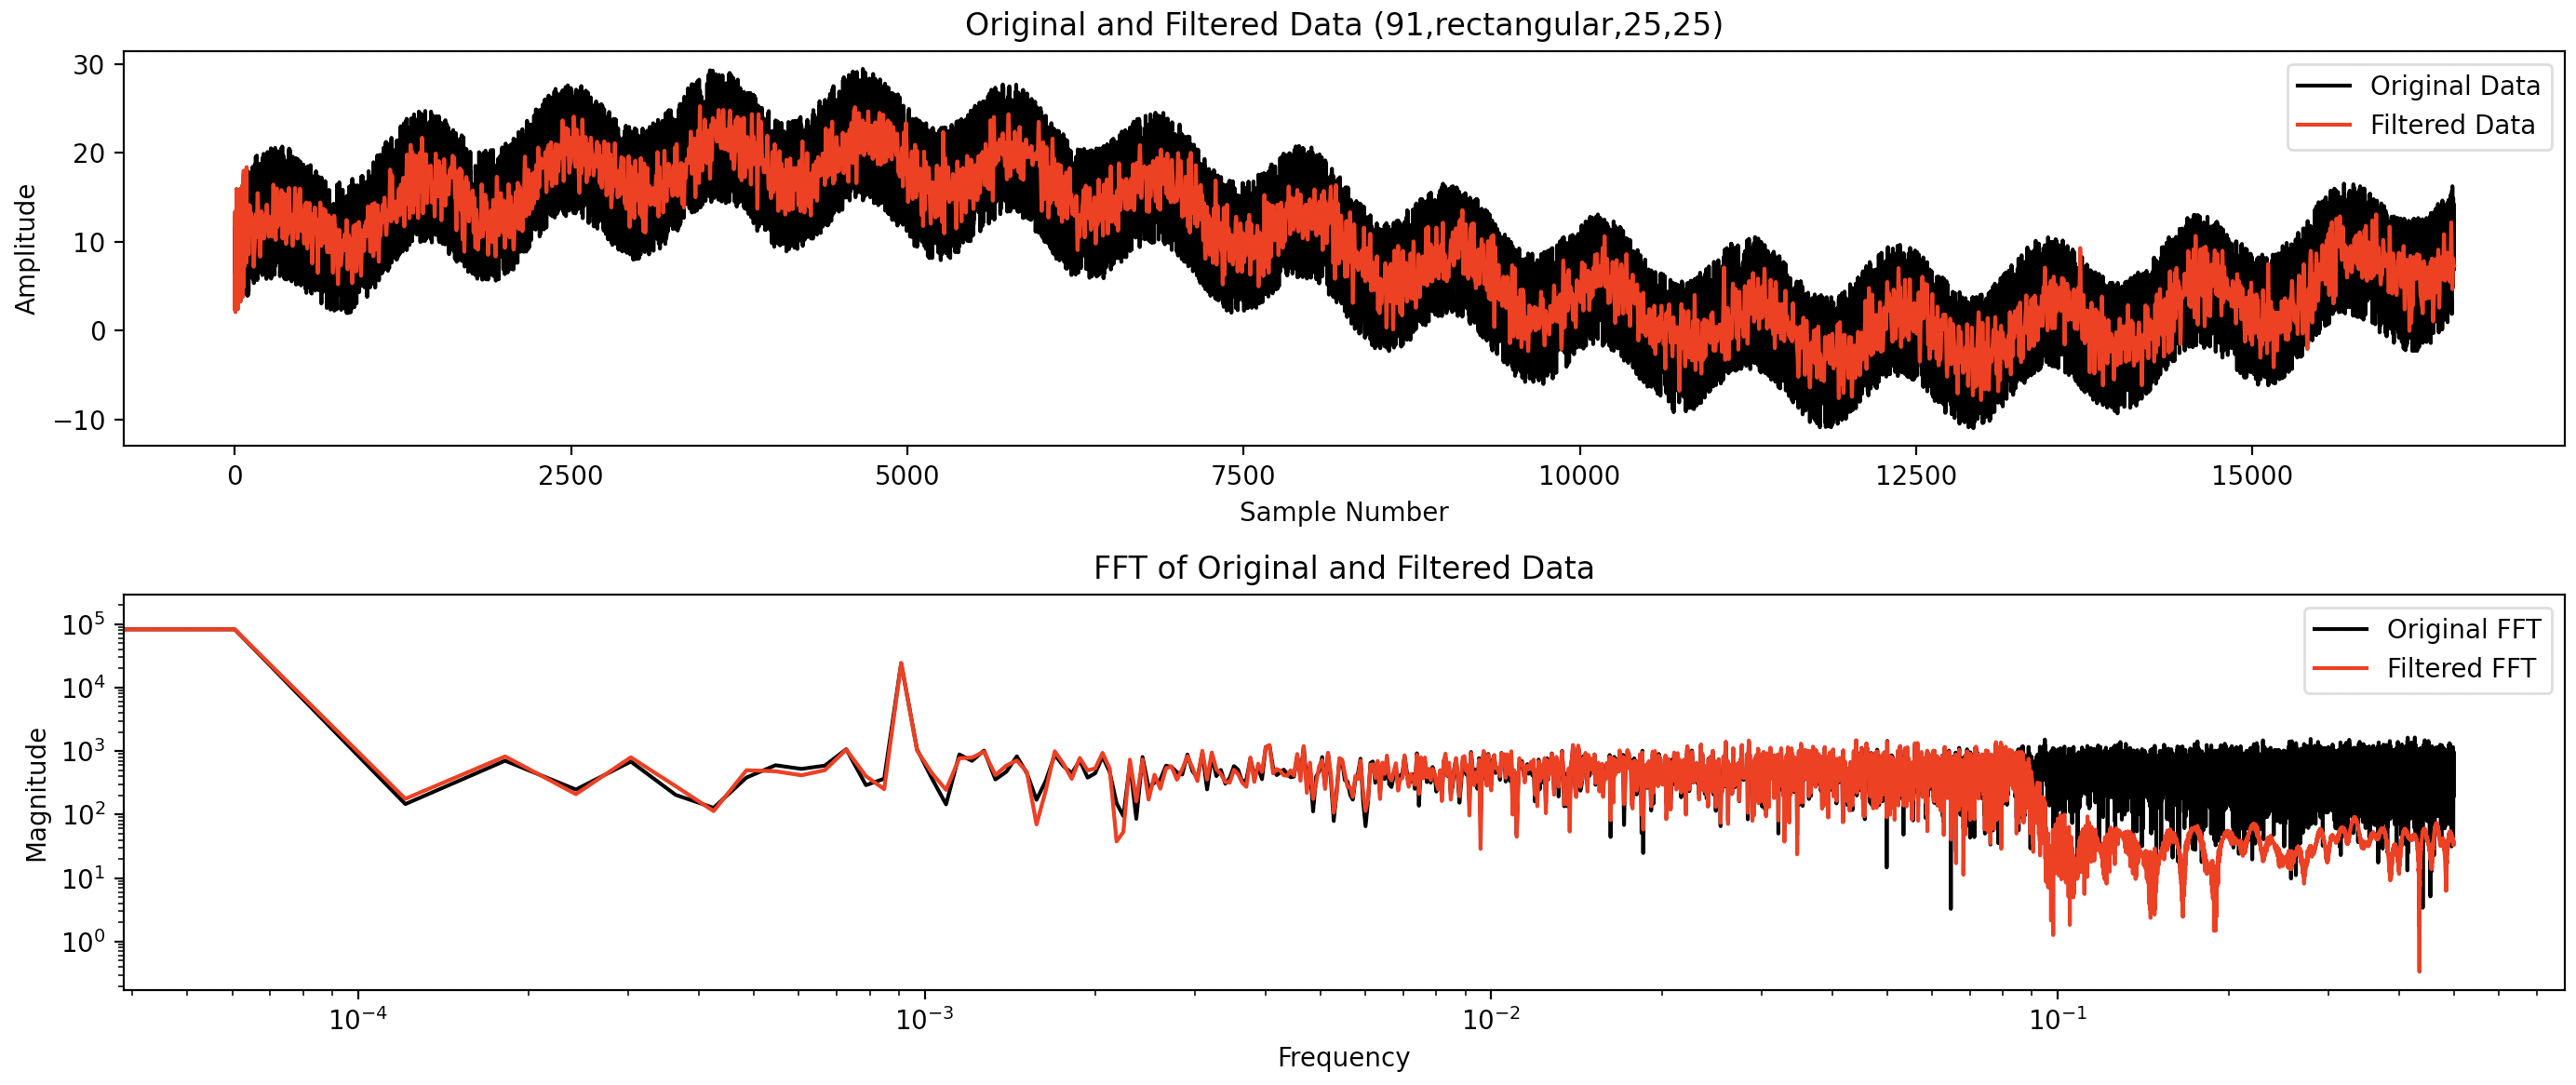 Original and Filtered Data (91,rectangular,25,25)
30
20
10
0
−10
Amplitude
Original Data
Filtered Data
0 2500 5000 7500 10000 12500 15000
Sample Number
FFT of Original and Filtered Data
10⁵
10⁴
10³
10²
10¹
10⁰
Magnitude
Original FFT
Filtered FFT
10⁻⁴ 10⁻³ 10⁻² 10⁻¹
Frequency